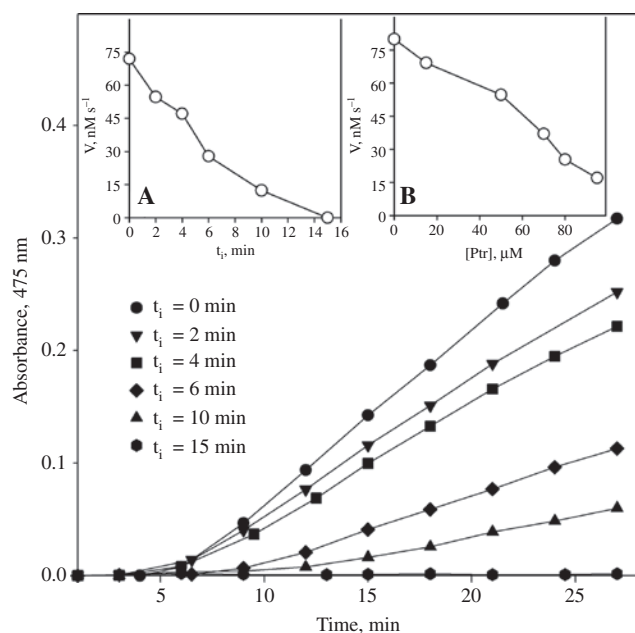 V, nM s⁻¹
75
60
45
30
15
0
0 2 4 6 8 10 12 14 16
tᵢ, min
A
V, nM s⁻¹
75
60
45
30
15
0
0 20 40 60 80
[Ptr], μM
B
Absorbance, 475 nm
0.4
0.3
0.2
0.1
0.0
tᵢ = 0 min
tᵢ = 2 min
tᵢ = 4 min
tᵢ = 6 min
tᵢ = 10 min
tᵢ = 15 min
5 10 15 20 25
Time, min